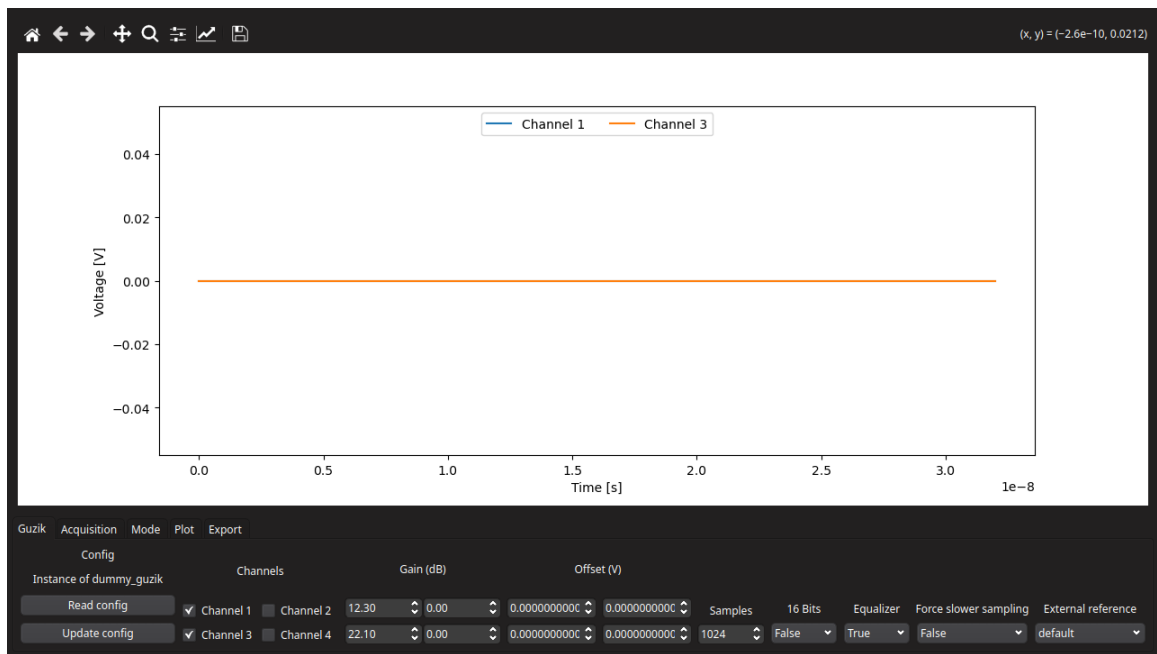 (x, y) = (−2.6e−10, 0.0212)
Channel 1 Channel 3
0.04
0.02
0.00
−0.02
−0.04
Voltage [V]
0.0 0.5 1.0 1.5 2.0 2.5 3.0
Time [s]
1e−8
Guzik Acquisition Mode Plot Export
Config
Instance of dummy_guzik
Channels Gain (dB) Offset (V)
Read config Channel 1 Channel 2 12.30 0.00 0.000000000C 0.000000000C Samples 16 Bits Equalizer Force slower sampling External reference
Update config Channel 3 Channel 4 22.10 0.00 0.000000000C 0.000000000C 1024 False True False default